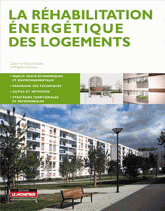 LA RÉHABILITATION
ÉNERGÉTIQUE
DES LOGEMENTS
• ENJEUX SOCIO-ÉCONOMIQUES
ET ENVIRONNEMENTAUX
• PANORAMA DES TECHNIQUES
• OUTILS ET MÉTHODES
• STRATÉGIES TERRITORIALES
ET PATRIMONIALES
LE MONITEUR